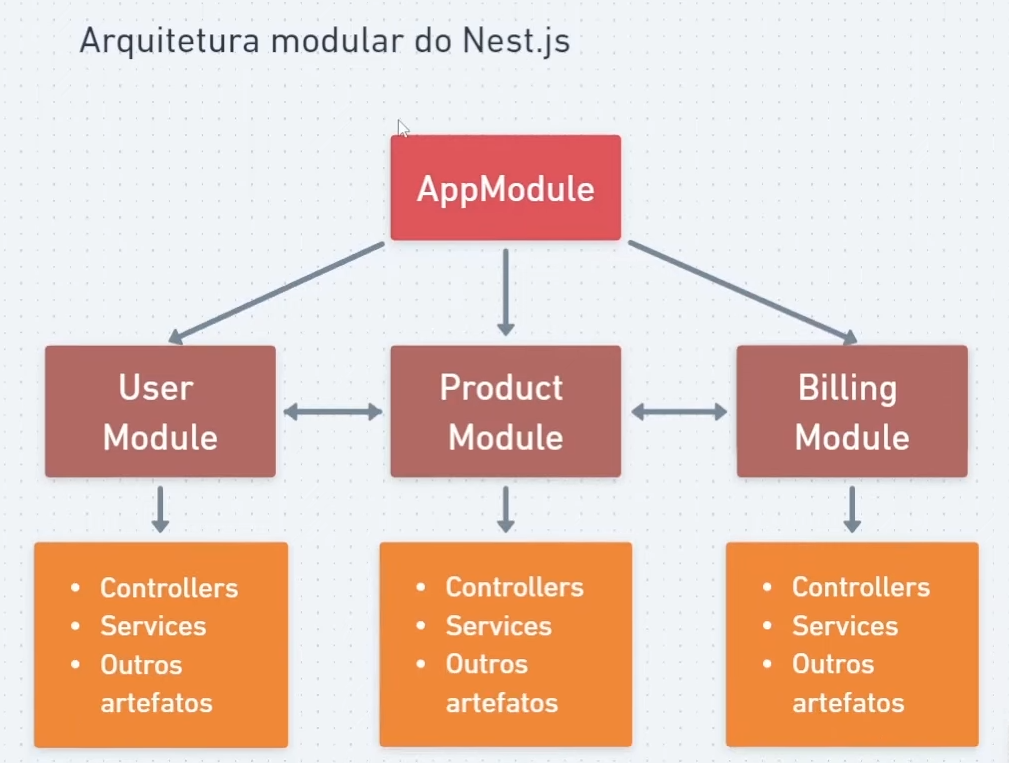 Arquitetura modular do Nest.js
AppModule
User
Module
Product
Module
Billing
Module
• Controllers
• Services
• Outros
artefatos
• Controllers
• Services
• Outros
artefatos
• Controllers
• Services
• Outros
artefatos